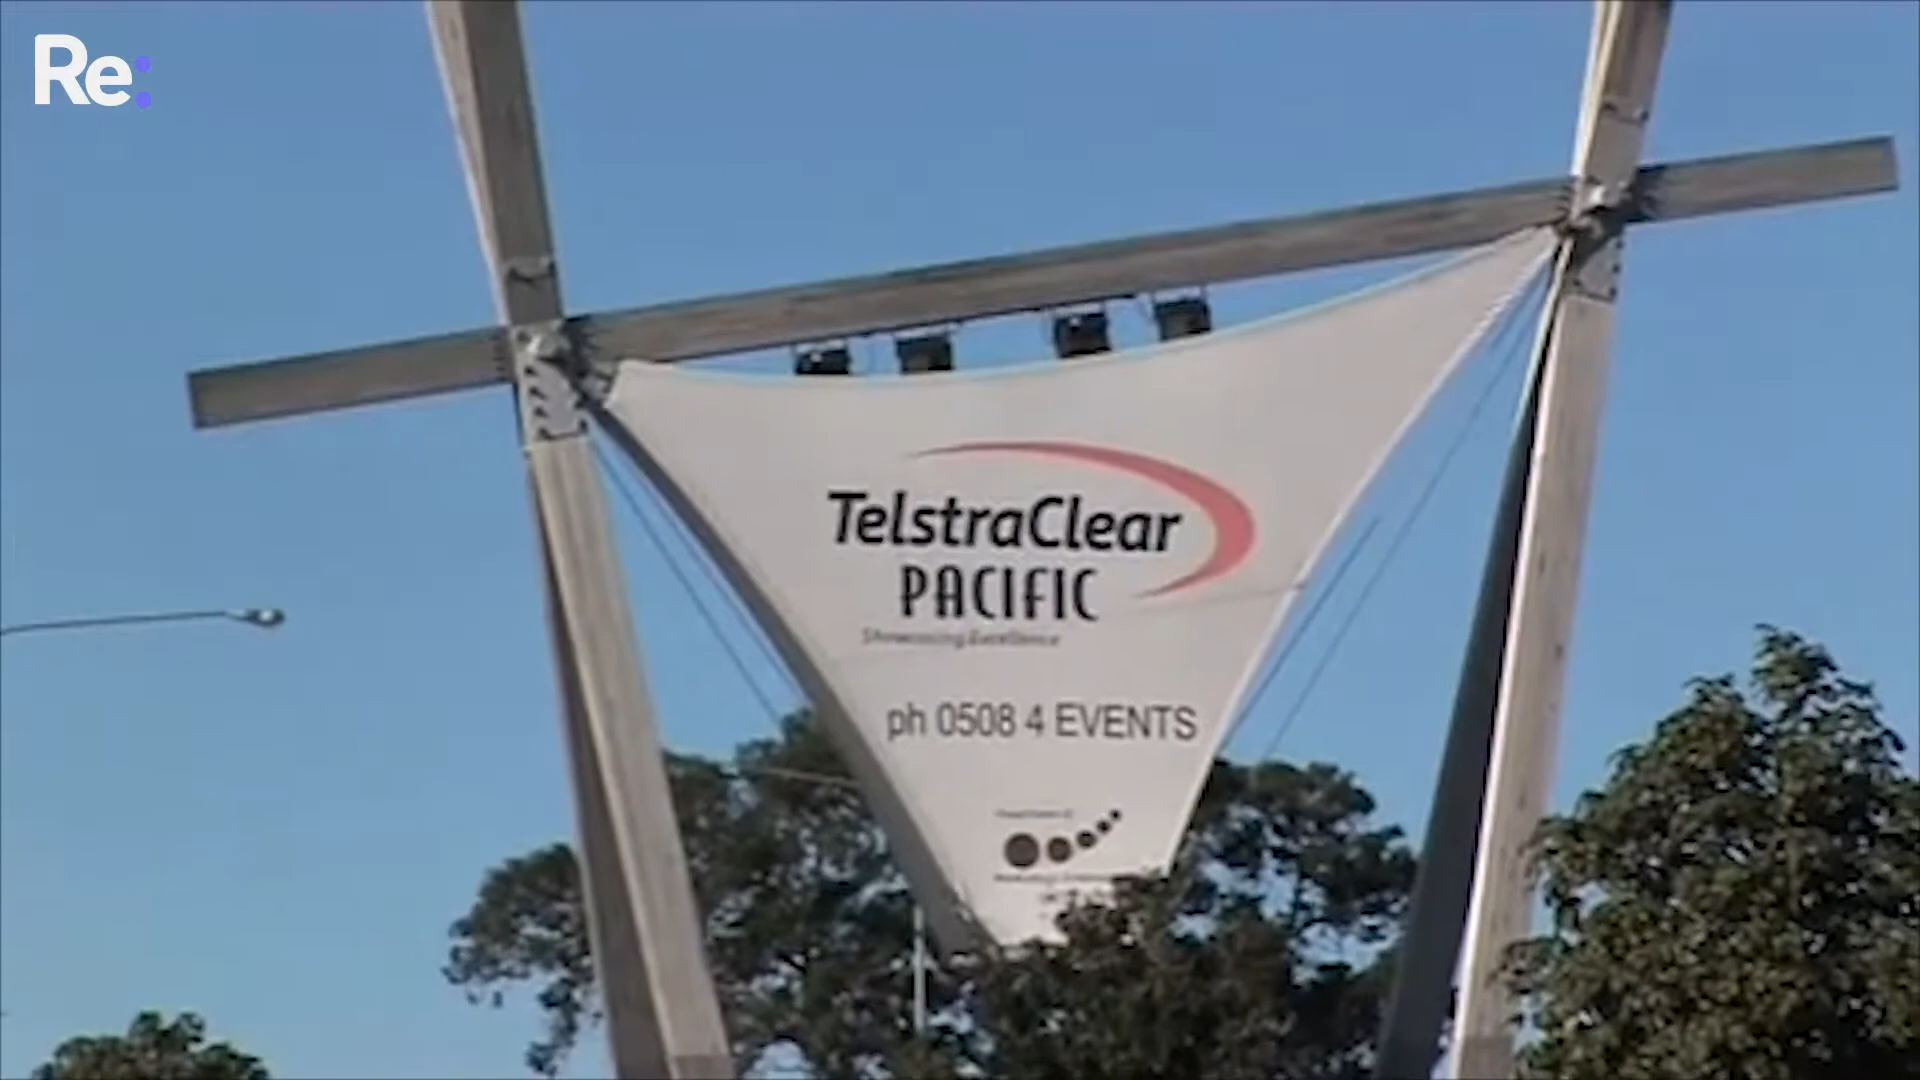 Re:
TelstraClear
PACIFIC
Showcasing Excellence
ph 0508 4 EVENTS